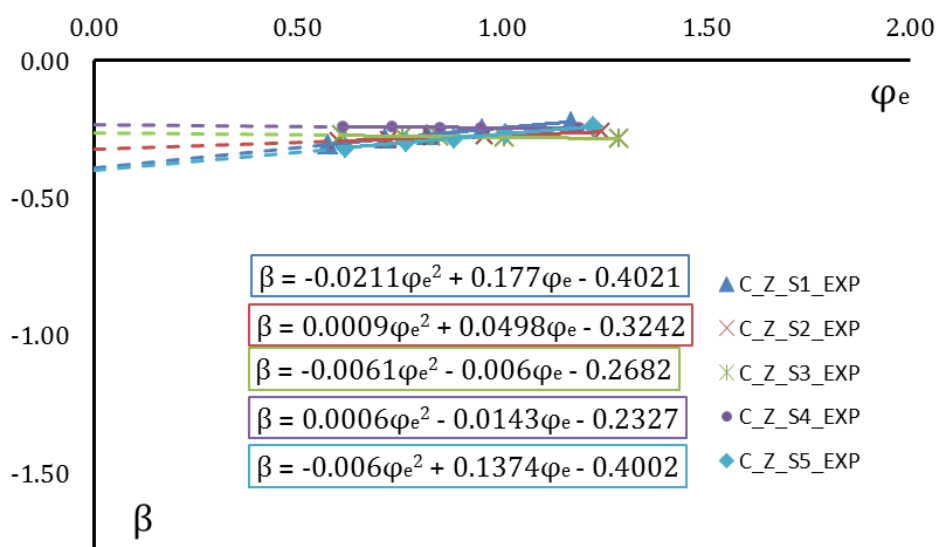 0.00 0.50 1.00 1.50 2.00
0.00
φe
-0.50
β = -0.0211φe² + 0.177φe - 0.4021
C_Z_S1_EXP
β = 0.0009φe² + 0.0498φe - 0.3242
C_Z_S2_EXP
-1.00
β = -0.0061φe² - 0.006φe - 0.2682
C_Z_S3_EXP
β = 0.0006φe² - 0.0143φe - 0.2327
C_Z_S4_EXP
β = -0.006φe² + 0.1374φe - 0.4002
C_Z_S5_EXP
-1.50
β